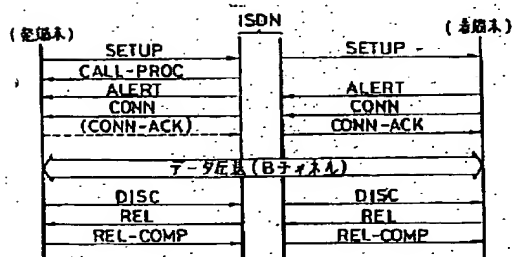 ISDN
(発端末) (着端末)
SETUP SETUP
CALL-PROC
ALERT ALERT
CONN CONN
(CONN-ACK) CONN-ACK
データ伝送(Bチャネル)
DISC DISC
REL REL
REL-COMP REL-COMP